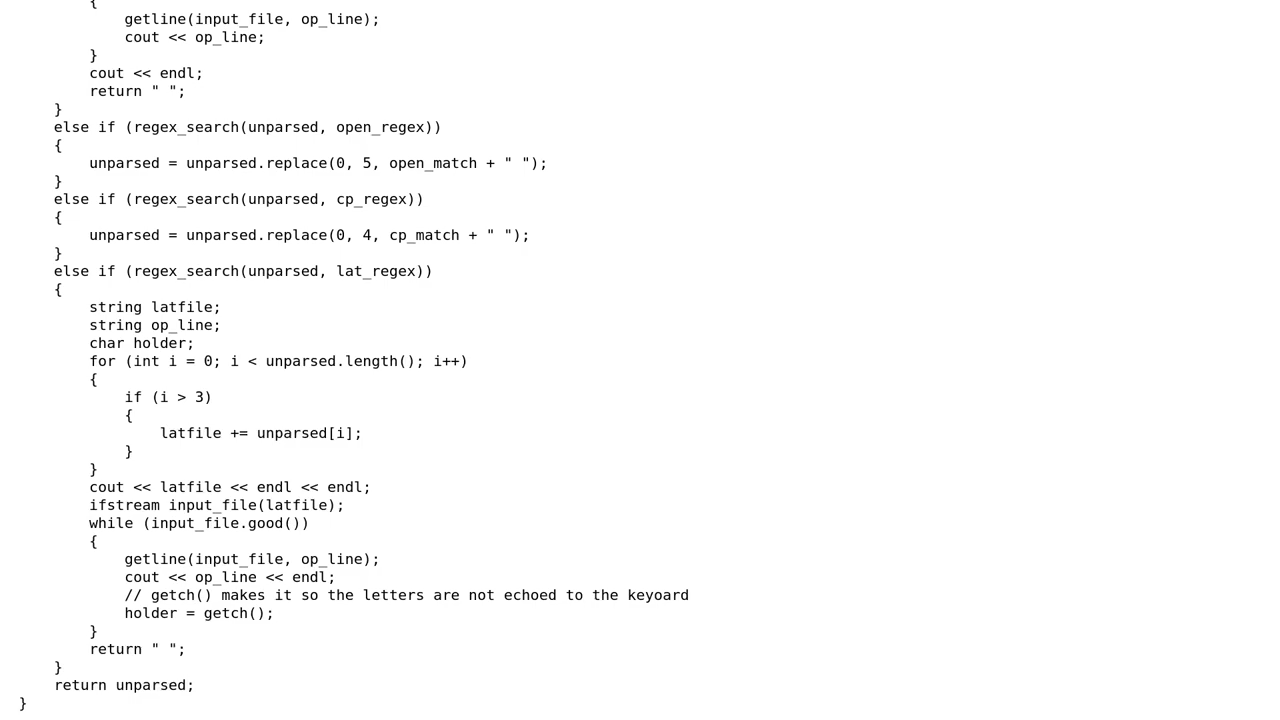 {
            getline(input_file, op_line);
            cout << op_line;
        }
        cout << endl;
        return " ";
    }
    else if (regex_search(unparsed, open_regex))
    {
        unparsed = unparsed.replace(0, 5, open_match + " ");
    }
    else if (regex_search(unparsed, cp_regex))
    {
        unparsed = unparsed.replace(0, 4, cp_match + " ");
    }
    else if (regex_search(unparsed, lat_regex))
    {
        string latfile;
        string op_line;
        char holder;
        for (int i = 0; i < unparsed.length(); i++)
        {
            if (i > 3)
            {
                latfile += unparsed[i];
            }
        }
        cout << latfile << endl << endl;
        ifstream input_file(latfile);
        while (input_file.good())
        {
            getline(input_file, op_line);
            cout << op_line << endl;
            // getch() makes it so the letters are not echoed to the keyoard
            holder = getch();
        }
        return " ";
    }
    return unparsed;
}